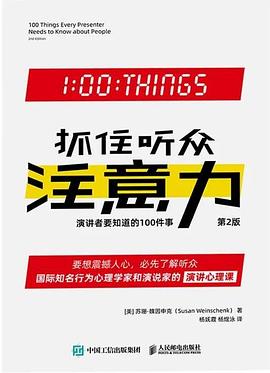 100 Things Every Presenter
Needs to Know about People
2nd Edition
1:00:THINGS
抓住听众
注意力
演讲者要知道的100件事
第2版
要想震撼人心，必先了解听众
国际知名行为心理学家和演说家的 演讲心理课
[美] 苏珊·魏因申克（Susan Weinschenk）著
杨妩霞 杨煜泳 译
中国工信出版集团
人民邮电出版社
POSTS & TELECOM PRESS